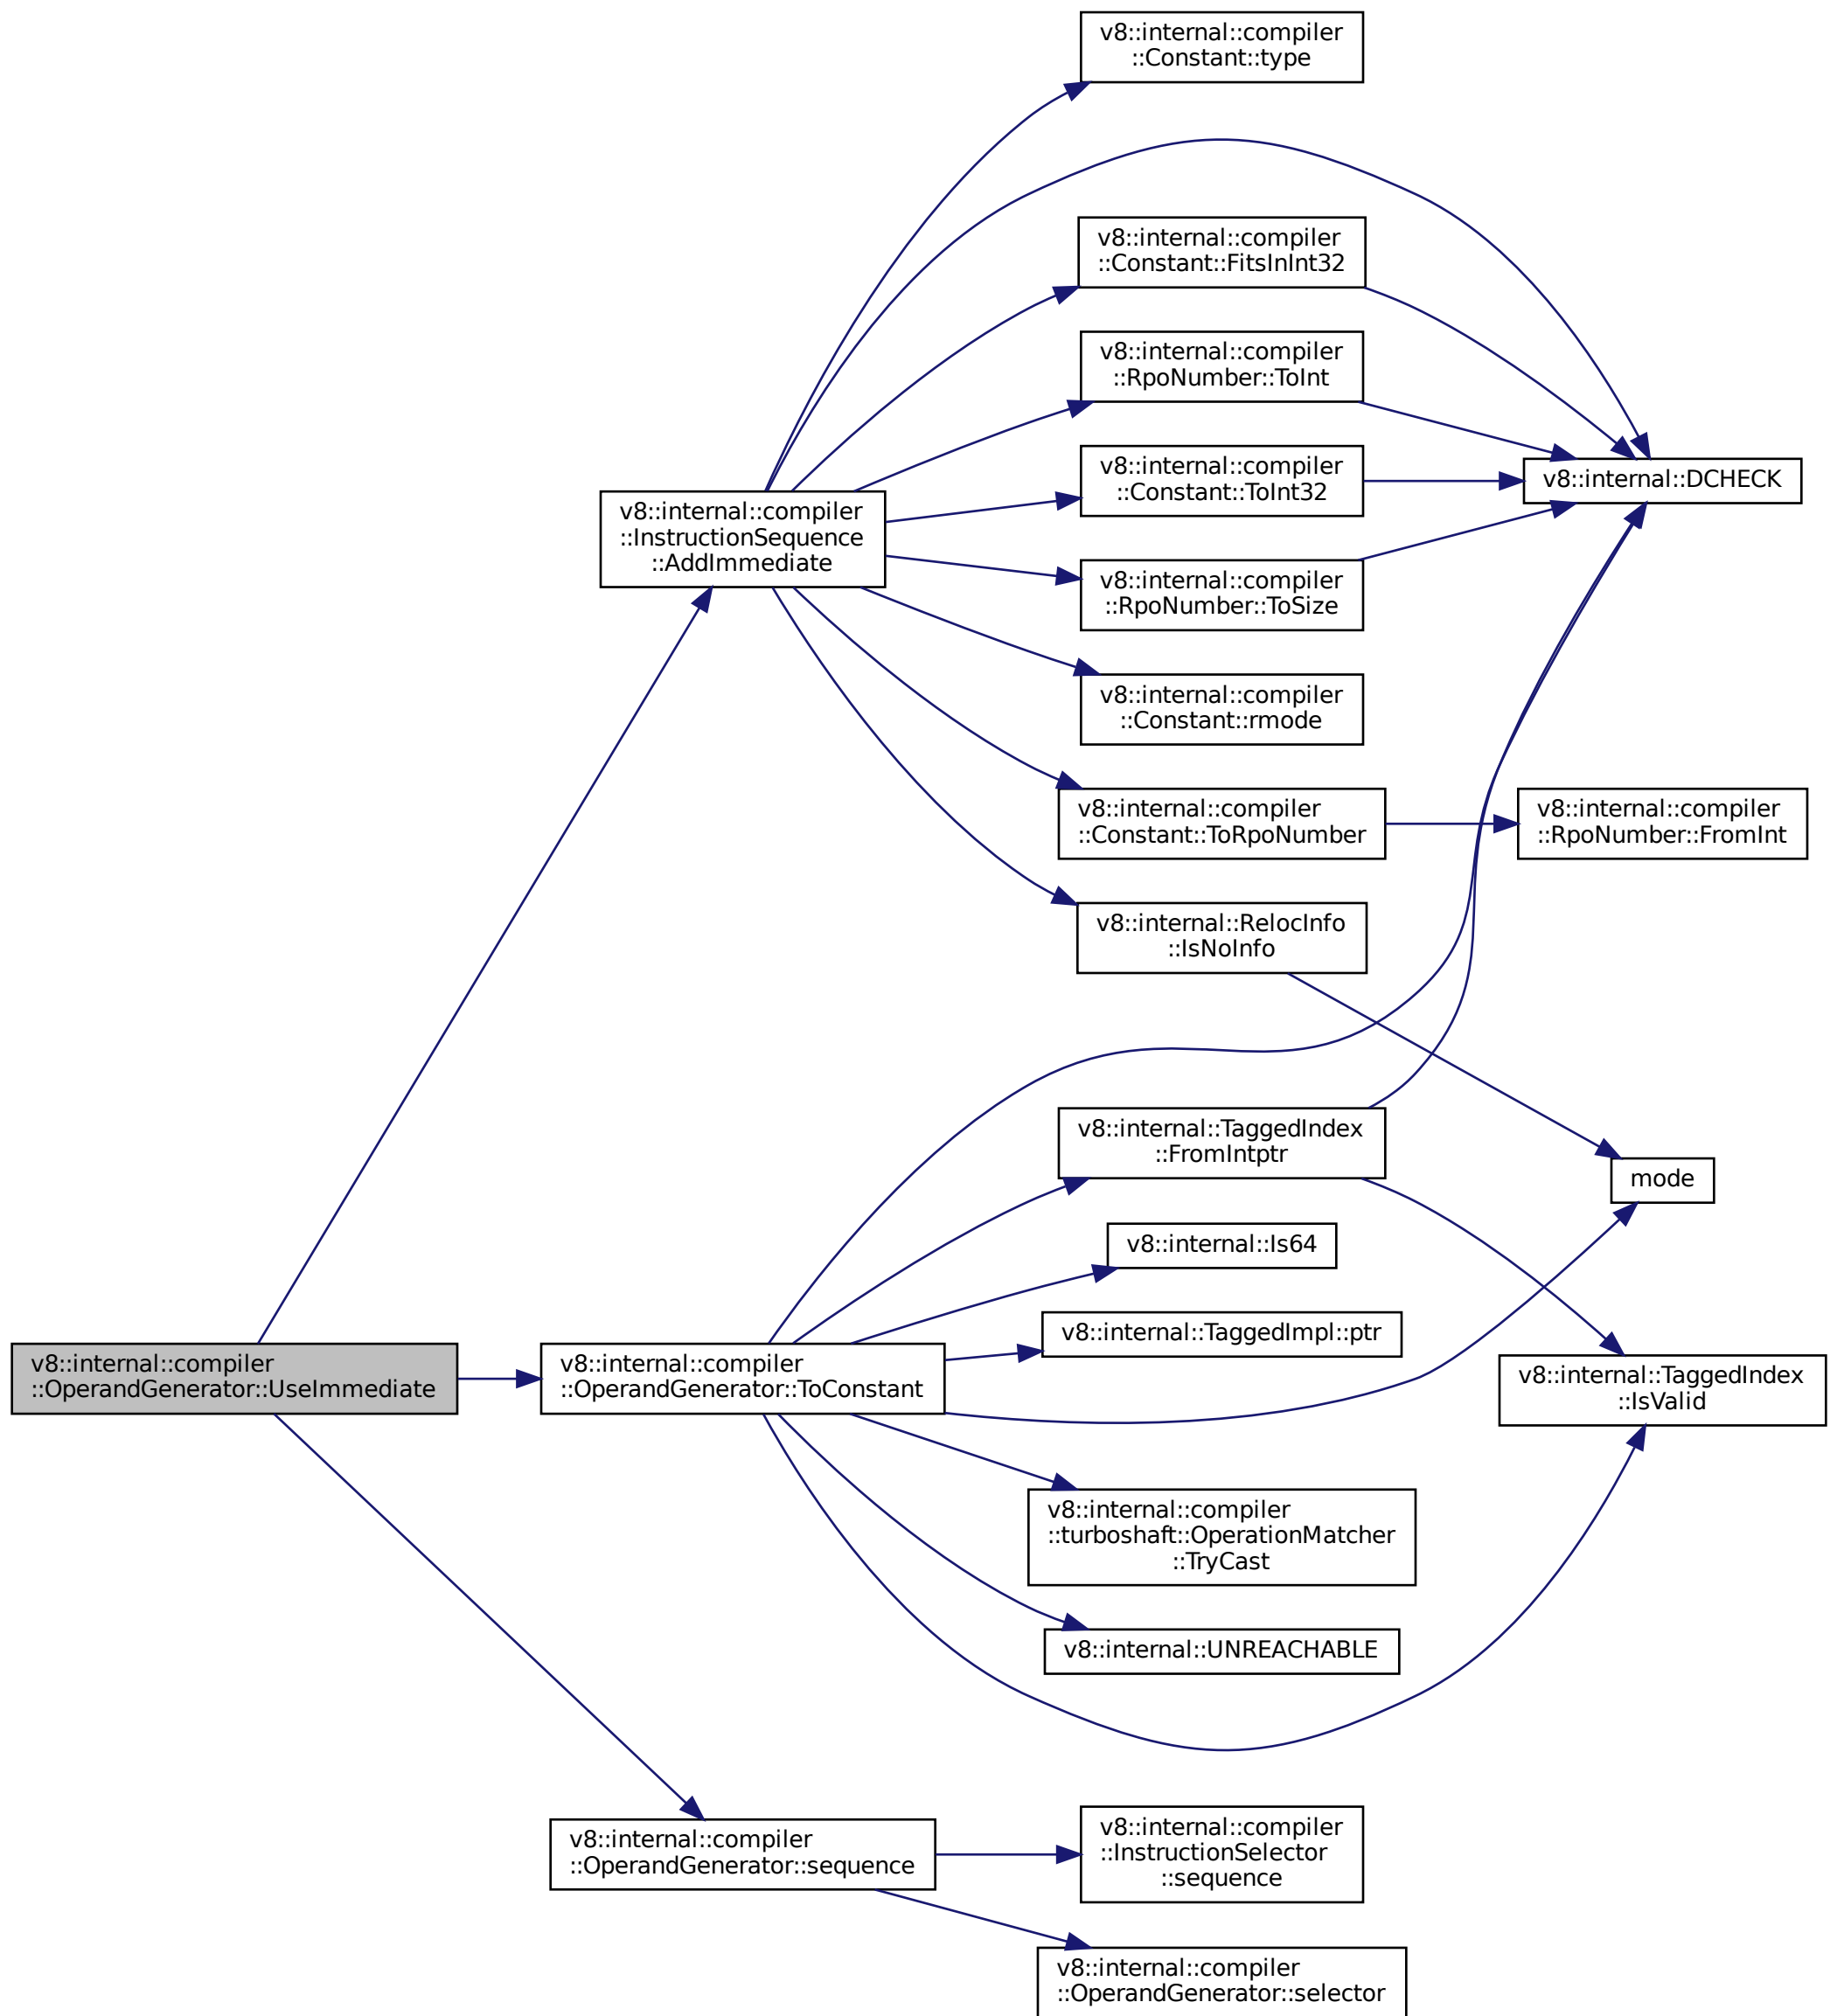 v8::internal::compiler
::Constant::type
v8::internal::compiler
::Constant::FitsInInt32
v8::internal::compiler
::RpoNumber::ToInt
v8::internal::compiler
::Constant::ToInt32
v8::internal::DCHECK
v8::internal::compiler
::InstructionSequence
::AddImmediate
v8::internal::compiler
::RpoNumber::ToSize
v8::internal::compiler
::Constant::rmode
v8::internal::compiler
::Constant::ToRpoNumber
v8::internal::compiler
::RpoNumber::FromInt
v8::internal::RelocInfo
::IsNoInfo
v8::internal::TaggedIndex
::FromIntptr
mode
v8::internal::Is64
v8::internal::TaggedImpl::ptr
v8::internal::compiler
::OperandGenerator::UseImmediate
v8::internal::compiler
::OperandGenerator::ToConstant
v8::internal::TaggedIndex
::IsValid
v8::internal::compiler
::turboshaft::OperationMatcher
::TryCast
v8::internal::UNREACHABLE
v8::internal::compiler
::OperandGenerator::sequence
v8::internal::compiler
::InstructionSelector
::sequence
v8::internal::compiler
::OperandGenerator::selector